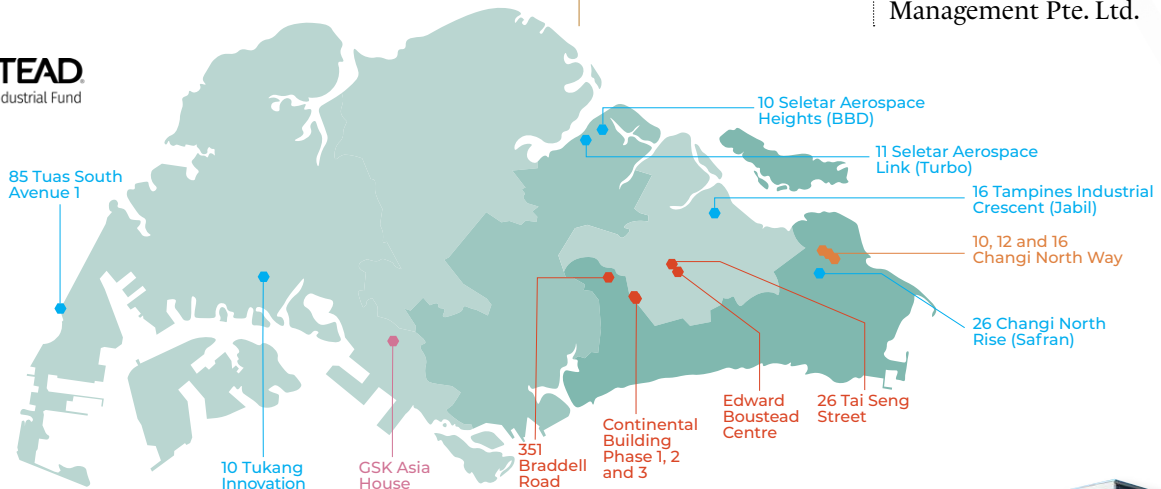 Management Pte. Ltd.
TEAD
dustrial Fund
10 Seletar Aerospace
Heights (BBD)
11 Seletar Aerospace
Link (Turbo)
85 Tuas South
Avenue 1
16 Tampines Industrial
Crescent (Jabil)
10, 12 and 16
Changi North Way
26 Changi North
Rise (Safran)
Edward
Boustead
Centre
26 Tai Seng
Street
Continental
Building
Phase 1, 2
and 3
351
Braddell
Road
10 Tukang
Innovation
GSK Asia
House